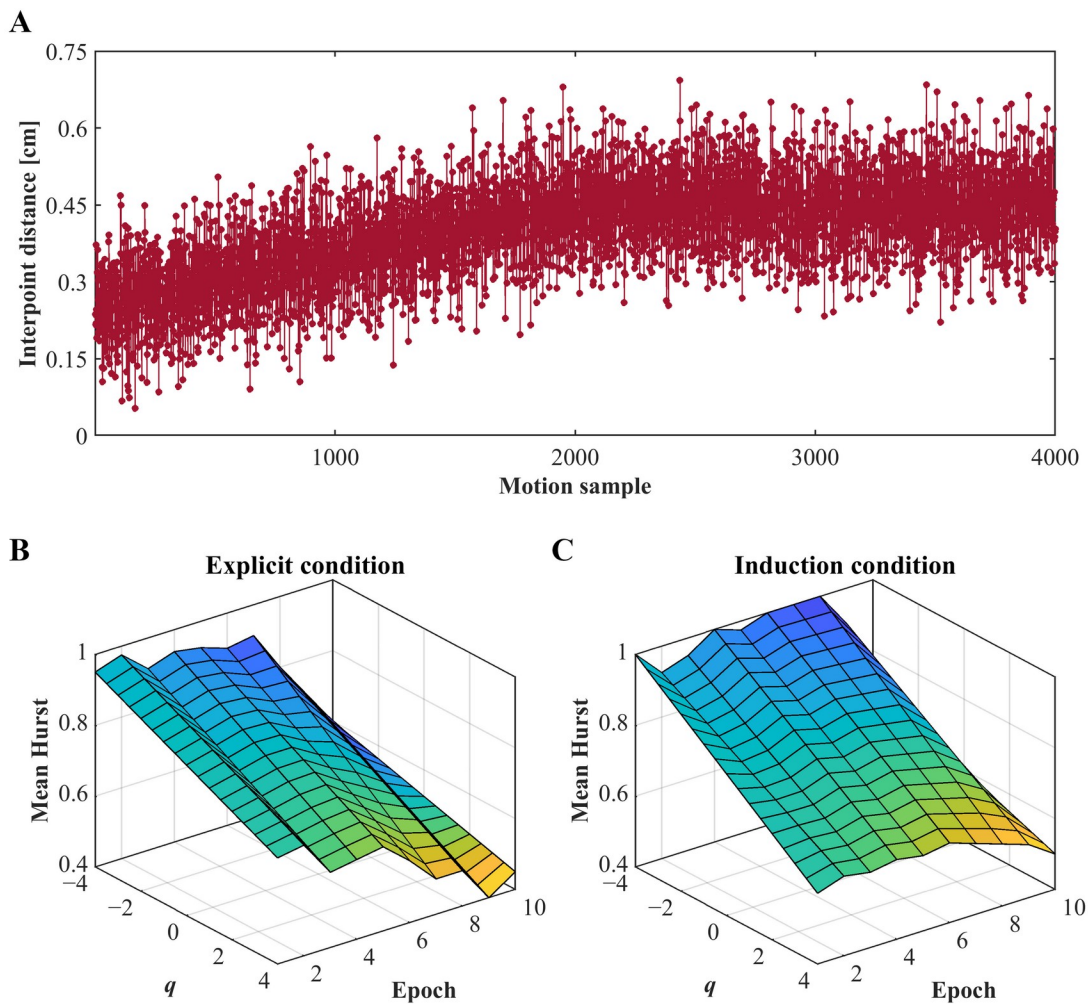 A
0.75
0.6
0.45
0.3
0.15
0
Interpoint distance [cm]
1000 2000 3000 4000
Motion sample
B
Explicit condition
1
0.8
0.6
0.4
Mean Hurst
−4
−2
0
2
4
q
2
4
6
8
10
Epoch
C
Induction condition
1
0.8
0.6
0.4
Mean Hurst
−4
−2
0
2
4
q
2
4
6
8
10
Epoch